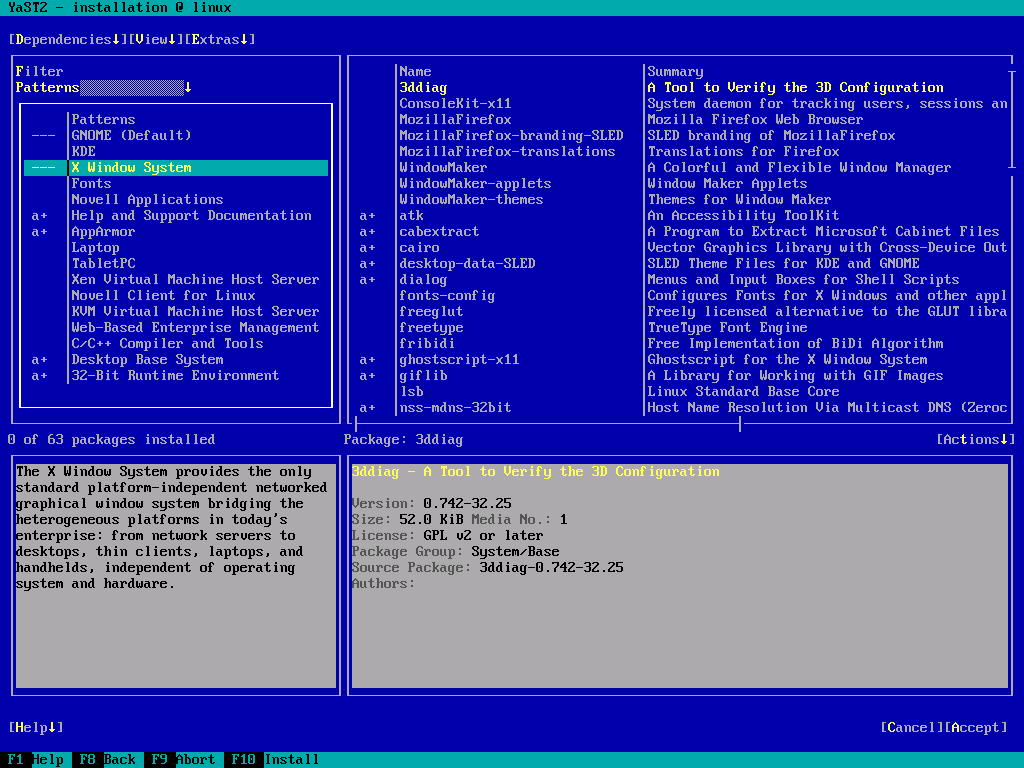 YaST2 - installation @ linux
[Dependencies↓][View↓][Extras↓]
Filter
Patterns ↓
Patterns
--- GNOME (Default)
KDE
--- X Window System
Fonts
Novell Applications
a+ Help and Support Documentation
a+ AppArmor
Laptop
TabletPC
Xen Virtual Machine Host Server
Novell Client for Linux
KVM Virtual Machine Host Server
Web-Based Enterprise Management
C/C++ Compiler and Tools
a+ Desktop Base System
a+ 32-Bit Runtime Environment
Name Summary
3ddiag A Tool to Verify the 3D Configuration
ConsoleKit-x11 System daemon for tracking users, sessions an
MozillaFirefox Mozilla Firefox Web Browser
MozillaFirefox-branding-SLED SLED branding of MozillaFirefox
MozillaFirefox-translations Translations for Firefox
WindowMaker A Colorful and Flexible Window Manager
WindowMaker-applets Window Maker Applets
WindowMaker-themes Themes for Window Maker
a+ atk An Accessibility ToolKit
a+ cabextract A Program to Extract Microsoft Cabinet Files
a+ cairo Vector Graphics Library with Cross-Device Out
a+ desktop-data-SLED SLED Theme Files for KDE and GNOME
a+ dialog Menus and Input Boxes for Shell Scripts
fonts-config Configures Fonts for X Windows and other appl
freeglut Freely licensed alternative to the GLUT libra
freetype TrueType Font Engine
fribidi Free Implementation of BiDi Algorithm
a+ ghostscript-x11 Ghostscript for the X Window System
a+ giflib A Library for Working with GIF Images
lsb Linux Standard Base Core
a+ nss-mdns-32bit Host Name Resolution Via Multicast DNS (Zeroc
0 of 63 packages installed
Package: 3ddiag
[Actions↓]
The X Window System provides the only
standard platform-independent networked
graphical window system bridging the
heterogeneous platforms in today's
enterprise: from network servers to
desktops, thin clients, laptops, and
handhelds, independent of operating
system and hardware.
3ddiag - A Tool to Verify the 3D Configuration
Version: 0.742-32.25
Size: 52.0 KiB Media No.: 1
License: GPL v2 or later
Package Group: System/Base
Source Package: 3ddiag-0.742-32.25
Authors:
[Help↓]
[Cancel][Accept]
F1 Help F8 Back F9 Abort F10 Install